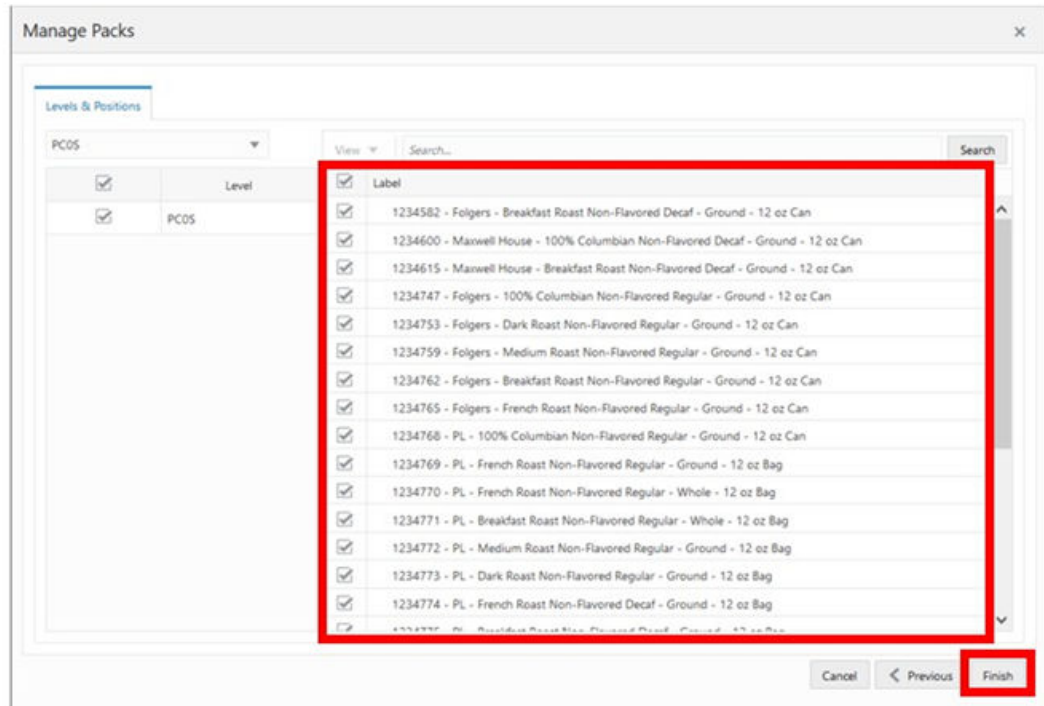 Manage Packs
Levels & Positions
PC0S
View
Search...
Search
Level
Label
PC0S
1234582 - Folgers - Breakfast Roast Non-Flavored Decaf - Ground - 12 oz Can
1234600 - Maxwell House - 100% Columbian Non-Flavored Decaf - Ground - 12 oz Can
1234615 - Maxwell House - Breakfast Roast Non-Flavored Decaf - Ground - 12 oz Can
1234747 - Folgers - 100% Columbian Non-Flavored Regular - Ground - 12 oz Can
1234753 - Folgers - Dark Roast Non-Flavored Regular - Ground - 12 oz Can
1234759 - Folgers - Medium Roast Non-Flavored Regular - Ground - 12 oz Can
1234762 - Folgers - Breakfast Roast Non-Flavored Regular - Ground - 12 oz Can
1234765 - Folgers - French Roast Non-Flavored Regular - Ground - 12 oz Can
1234768 - PL - 100% Columbian Non-Flavored Regular - Ground - 12 oz Can
1234769 - PL - French Roast Non-Flavored Regular - Ground - 12 oz Bag
1234770 - PL - French Roast Non-Flavored Regular - Whole - 12 oz Bag
1234771 - PL - Breakfast Roast Non-Flavored Regular - Whole - 12 oz Bag
1234772 - PL - Medium Roast Non-Flavored Regular - Ground - 12 oz Bag
1234773 - PL - Dark Roast Non-Flavored Regular - Ground - 12 oz Bag
1234774 - PL - French Roast Non-Flavored Decaf - Ground - 12 oz Bag
Cancel
Previous
Finish